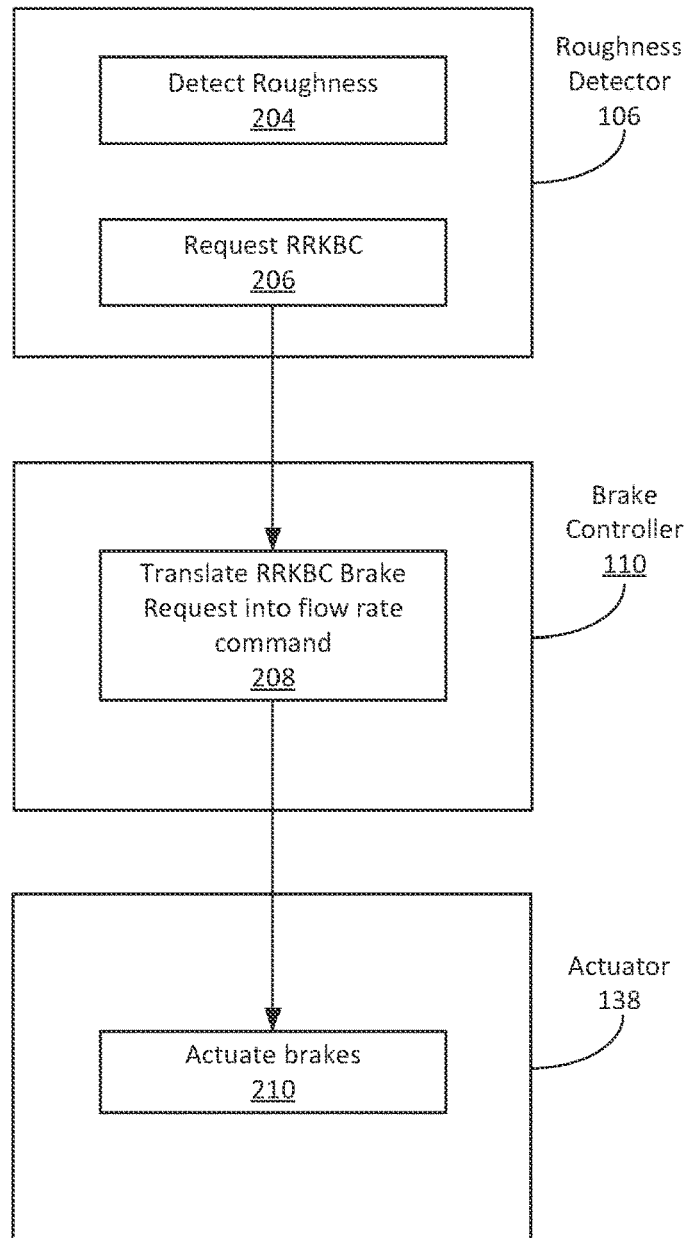 Detect Roughness
204
Request RRKBC
206
Roughness
Detector
106
Translate RRKBC Brake
Request into flow rate
command
208
Brake
Controller
110
Actuate brakes
210
Actuator
138